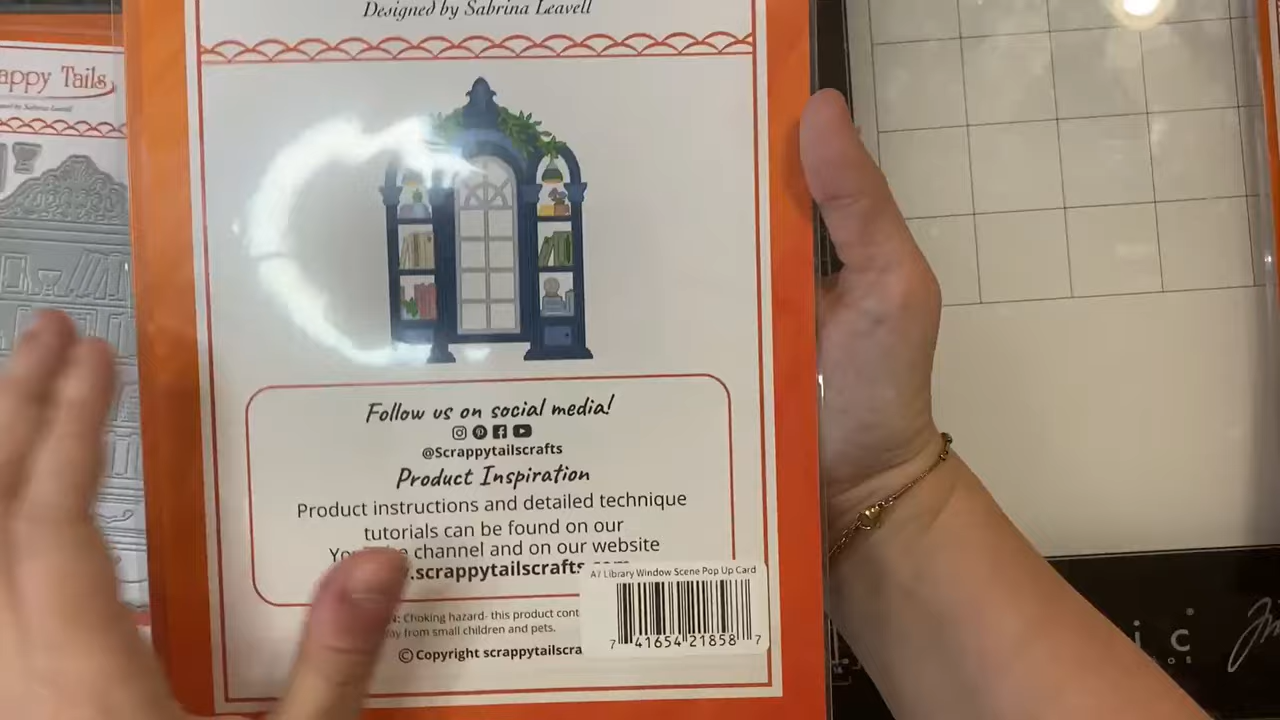 Designed by Sabrina Leavell
appy Tails
Sabrina Leavell
Follow us on social media!
@Scrappytailscrafts
Product Inspiration
Product instructions and detailed technique
tutorials can be found on our
channel and on our website
.scrappytailscrafts
A7 Library Window Scene Pop Up Card
7 41654 21858 7
N: Choking hazard- this product cont
from small children and pets.
© Copyright scrappytailscra